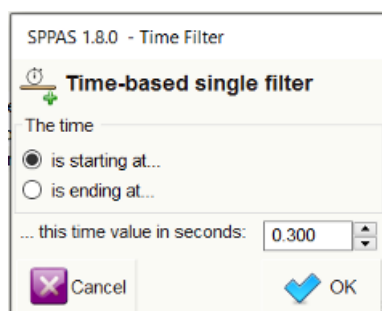 SPPAS 1.8.0 - Time Filter
Time-based single filter
The time
is starting at...
is ending at...
... this time value in seconds: 0.300
Cancel OK